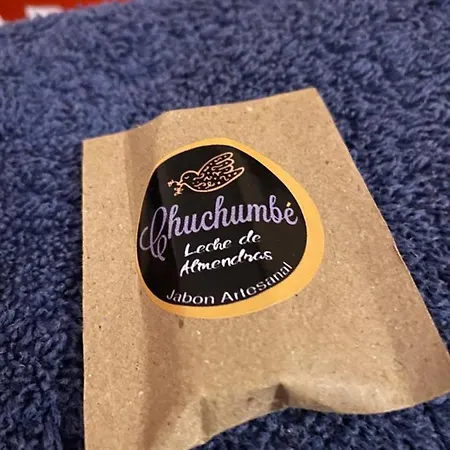 Chuchumbé
Leche de
Almendras
Jabon Artesanal